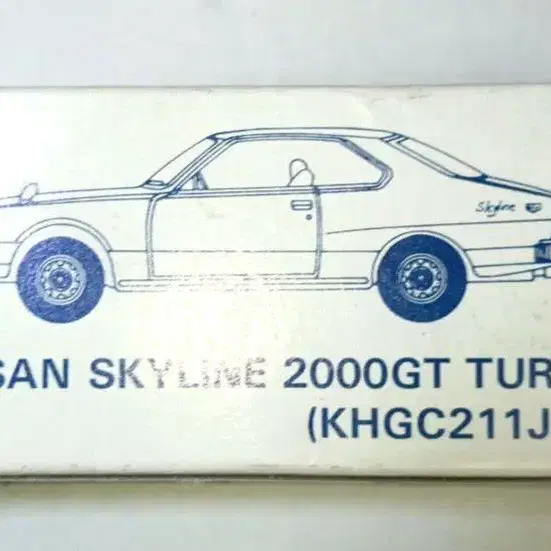 Skyline
SAN SKYLINE 2000GT TUR
(KHGC211J